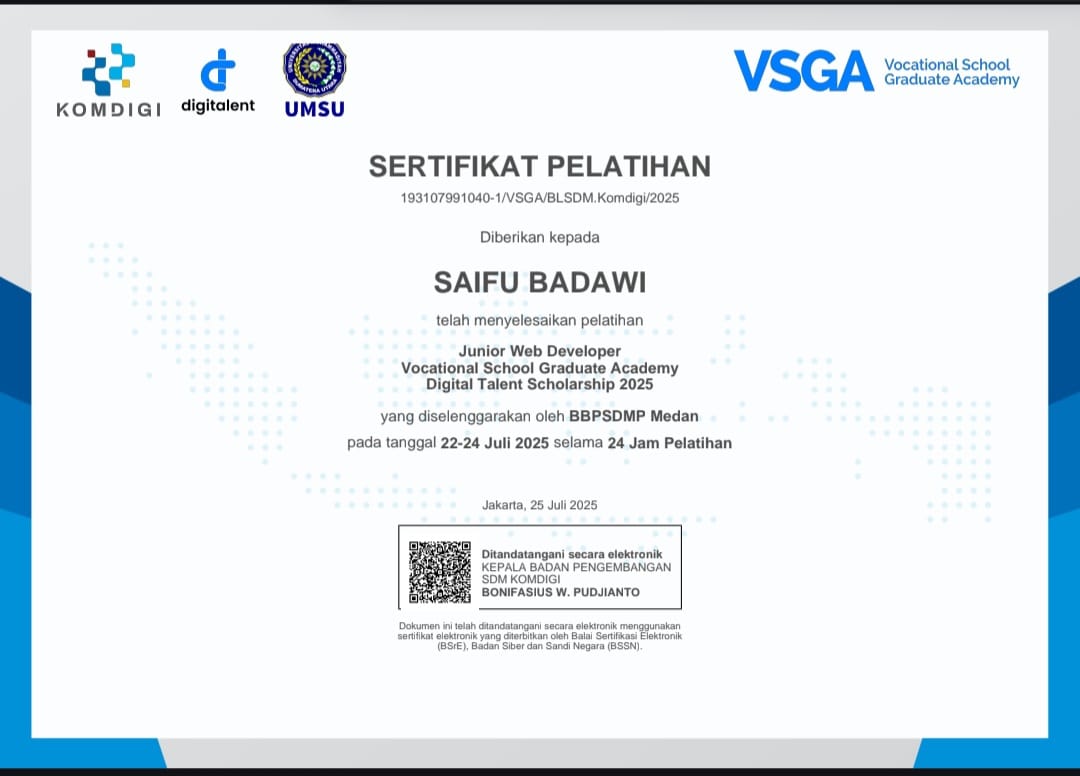 KOMDIGI
digitalent
UMSU
VSGA
Vocational School
Graduate Academy
SERTIFIKAT PELATIHAN
193107991040-1/VSGA/BLSDM.Komdigi/2025
Diberikan kepada
SAIFU BADAWI
telah menyelesaikan pelatihan
Junior Web Developer
Vocational School Graduate Academy
Digital Talent Scholarship 2025
yang diselenggarakan oleh BBPSDMP Medan
pada tanggal 22-24 Juli 2025 selama 24 Jam Pelatihan
Jakarta, 25 Juli 2025
Ditandatangani secara elektronik
KEPALA BADAN PENGEMBANGAN
SDM KOMDIGI
BONIFASIUS W. PUDJIANTO
Dokumen ini telah ditandatangani secara elektronik menggunakan
sertifikat elektronik yang diterbitkan oleh Balai Sertifikasi Elektronik
(BSrE), Badan Siber dan Sandi Negara (BSSN).